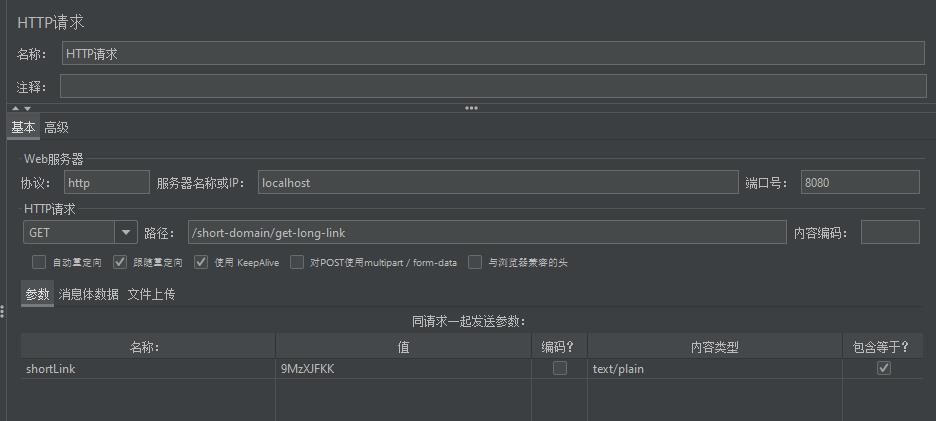 HTTP请求
名称： HTTP请求
注释：
基本 高级
Web服务器
协议： http 服务器名称或IP： localhost 端口号： 8080
HTTP请求
GET 路径： /short-domain/get-long-link 内容编码：
自动重定向 跟随重定向 使用 KeepAlive 对POST使用multipart / form-data 与浏览器兼容的头
参数 消息体数据 文件上传
同请求一起发送参数：
名称： 值 编码？ 内容类型 包含等于？
shortLink 9MzXJFKK text/plain